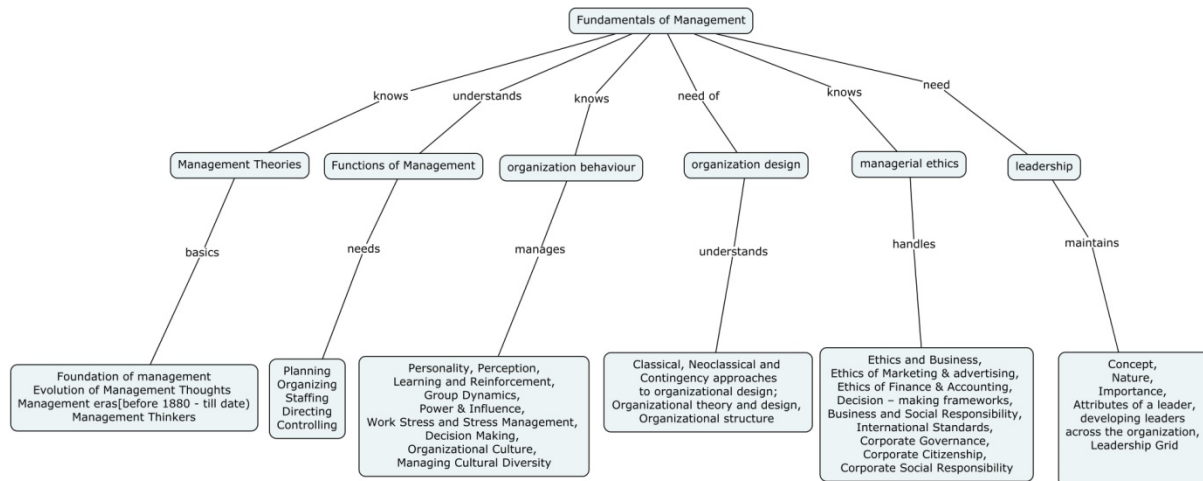 Fundamentals of Management
knows
understands
knows
need of
knows
need
Management Theories
Functions of Management
organization behaviour
organization design
managerial ethics
leadership
basics
needs
manages
understands
handles
maintains
Foundation of management
Evolution of Management Thoughts
Management eras[before 1880 - till date)
Management Thinkers
Planning
Organizing
Staffing
Directing
Controlling
Personality, Perception,
Learning and Reinforcement,
Group Dynamics,
Power & Influence,
Work Stress and Stress Management,
Decision Making,
Organizational Culture,
Managing Cultural Diversity
Classical, Neoclassical and
Contingency approaches
to organizational design;
Organizational theory and design,
Organizational structure
Ethics and Business,
Ethics of Marketing & advertising,
Ethics of Finance & Accounting,
Decision – making frameworks,
Business and Social Responsibility,
International Standards,
Corporate Governance,
Corporate Citizenship,
Corporate Social Responsibility
Concept,
Nature,
Importance,
Attributes of a leader,
developing leaders
across the organization,
Leadership Grid